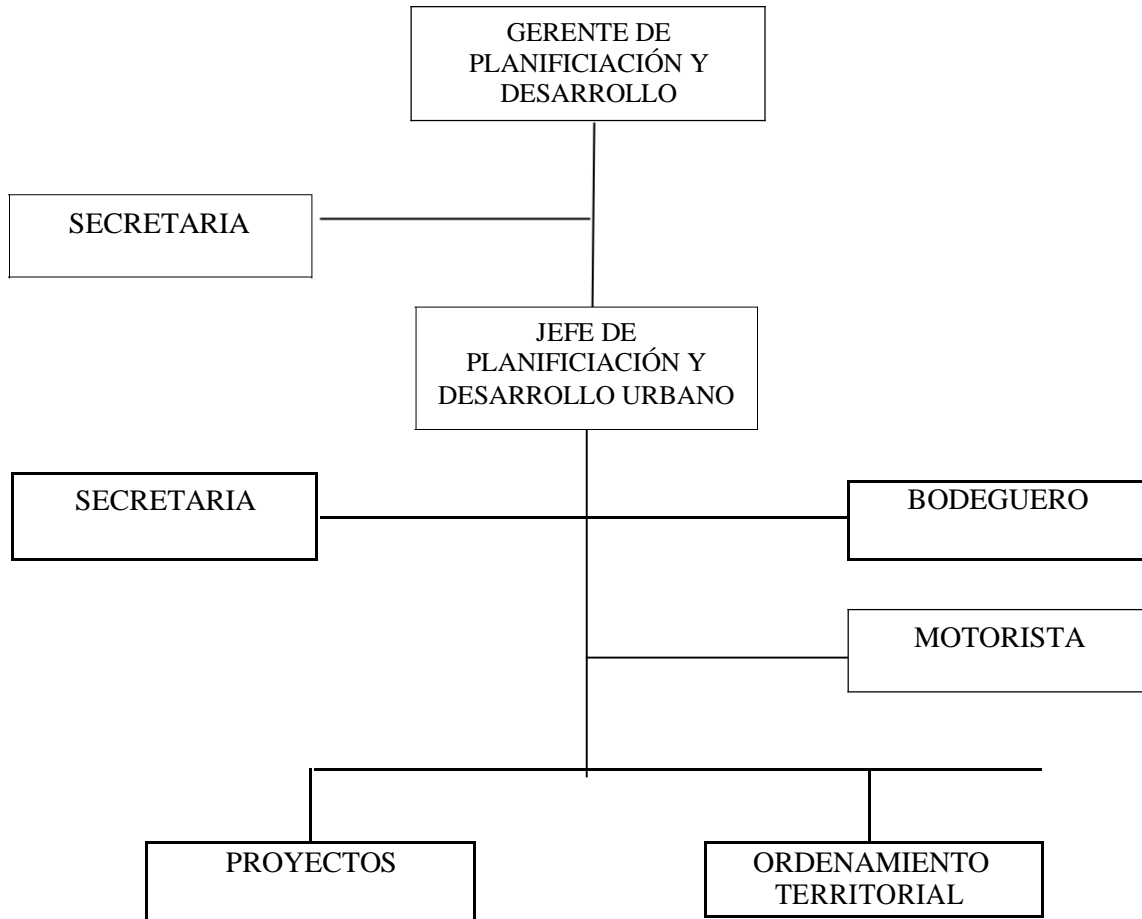 GERENTE DE
PLANIFICIACIÓN Y
DESARROLLO
SECRETARIA
JEFE DE
PLANIFICIACIÓN Y
DESARROLLO URBANO
SECRETARIA
BODEGUERO
MOTORISTA
PROYECTOS
ORDENAMIENTO
TERRITORIAL